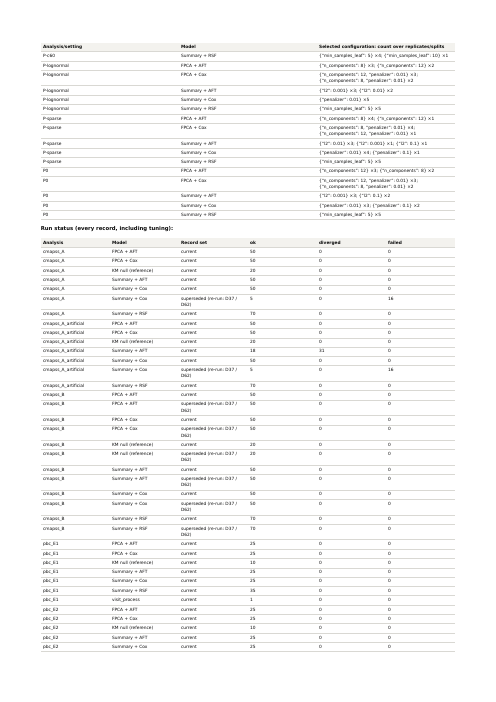 Analysis/setting Model Selected configuration: count over replicates/splits
P-c60 Summary + RSF {"min_samples_leaf": 5} ×4; {"min_samples_leaf": 10} ×1
P-lognormal FPCA + AFT {"n_components": 8} ×3; {"n_components": 12} ×2
P-lognormal FPCA + Cox {"n_components": 12, "penalizer": 0.01} ×3;
{"n_components": 8, "penalizer": 0.01} ×2
P-lognormal Summary + AFT {"l2": 0.001} ×3; {"l2": 0.01} ×2
P-lognormal Summary + Cox {"penalizer": 0.01} ×5
P-lognormal Summary + RSF {"min_samples_leaf": 5} ×5
P-sparse FPCA + AFT {"n_components": 8} ×4; {"n_components": 12} ×1
P-sparse FPCA + Cox {"n_components": 8, "penalizer": 0.01} ×4;
{"n_components": 12, "penalizer": 0.01} ×1
P-sparse Summary + AFT {"l2": 0.01} ×3; {"l2": 0.001} ×1; {"l2": 0.1} ×1
P-sparse Summary + Cox {"penalizer": 0.01} ×4; {"penalizer": 0.1} ×1
P-sparse Summary + RSF {"min_samples_leaf": 5} ×5
P0 FPCA + AFT {"n_components": 12} ×3; {"n_components": 8} ×2
P0 FPCA + Cox {"n_components": 12, "penalizer": 0.01} ×3;
{"n_components": 8, "penalizer": 0.01} ×2
P0 Summary + AFT {"l2": 0.001} ×3; {"l2": 0.1} ×2
P0 Summary + Cox {"penalizer": 0.01} ×3; {"penalizer": 0.1} ×2
P0 Summary + RSF {"min_samples_leaf": 5} ×5
Run status (every record, including tuning):
Analysis Model Record set ok diverged failed
cmapss_A FPCA + AFT current 50 0 0
cmapss_A FPCA + Cox current 50 0 0
cmapss_A KM null (reference) current 20 0 0
cmapss_A Summary + AFT current 50 0 0
cmapss_A Summary + Cox current 50 0 0
cmapss_A Summary + Cox superseded (re-run: D37 / 5 0 16
D62)
cmapss_A Summary + RSF current 70 0 0
cmapss_A_artificial FPCA + AFT current 50 0 0
cmapss_A_artificial FPCA + Cox current 50 0 0
cmapss_A_artificial KM null (reference) current 20 0 0
cmapss_A_artificial Summary + AFT current 18 31 0
cmapss_A_artificial Summary + Cox current 50 0 0
cmapss_A_artificial Summary + Cox superseded (re-run: D37 / 5 0 16
D62)
cmapss_A_artificial Summary + RSF current 70 0 0
cmapss_B FPCA + AFT current 50 0 0
cmapss_B FPCA + AFT superseded (re-run: D37 / 50 0 0
D62)
cmapss_B FPCA + Cox current 50 0 0
cmapss_B FPCA + Cox superseded (re-run: D37 / 50 0 0
D62)
cmapss_B KM null (reference) current 20 0 0
cmapss_B KM null (reference) superseded (re-run: D37 / 20 0 0
D62)
cmapss_B Summary + AFT current 50 0 0
cmapss_B Summary + AFT superseded (re-run: D37 / 50 0 0
D62)
cmapss_B Summary + Cox current 50 0 0
cmapss_B Summary + Cox superseded (re-run: D37 / 50 0 0
D62)
cmapss_B Summary + RSF current 70 0 0
cmapss_B Summary + RSF superseded (re-run: D37 / 70 0 0
D62)
pbc_E1 FPCA + AFT current 25 0 0
pbc_E1 FPCA + Cox current 25 0 0
pbc_E1 KM null (reference) current 10 0 0
pbc_E1 Summary + AFT current 25 0 0
pbc_E1 Summary + Cox current 25 0 0
pbc_E1 Summary + RSF current 35 0 0
pbc_E1 visit_process current 1 0 0
pbc_E2 FPCA + AFT current 25 0 0
pbc_E2 FPCA + Cox current 25 0 0
pbc_E2 KM null (reference) current 10 0 0
pbc_E2 Summary + AFT current 25 0 0
pbc_E2 Summary + Cox current 25 0 0